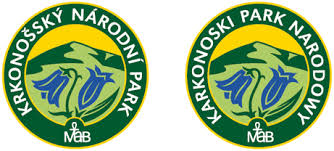 KRKONOŠSKÝ NÁRODNÍ PARK
MaB
KARKONOSKI PARK NARODOWY
MaB